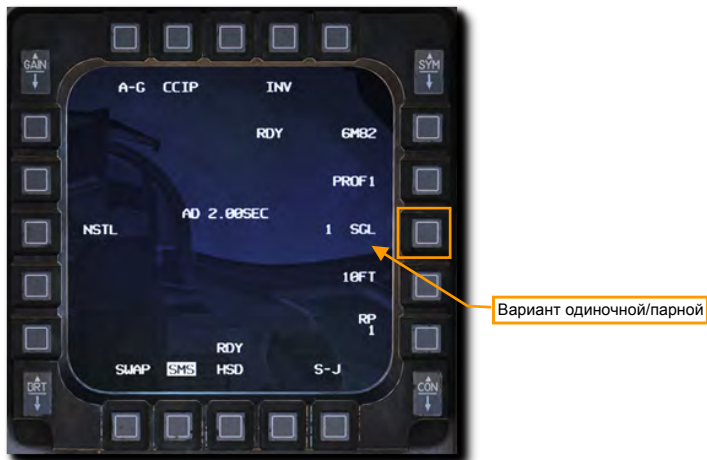 GAIN
SYM
A-G CCIP INV
RDY 6M82
PROF1
AD 2.00SEC
NSTL 1 SGL
10FT
Вариант одиночной/парной
RP
1
RDY
SWAP SMS HSD S-J
BRT
CON